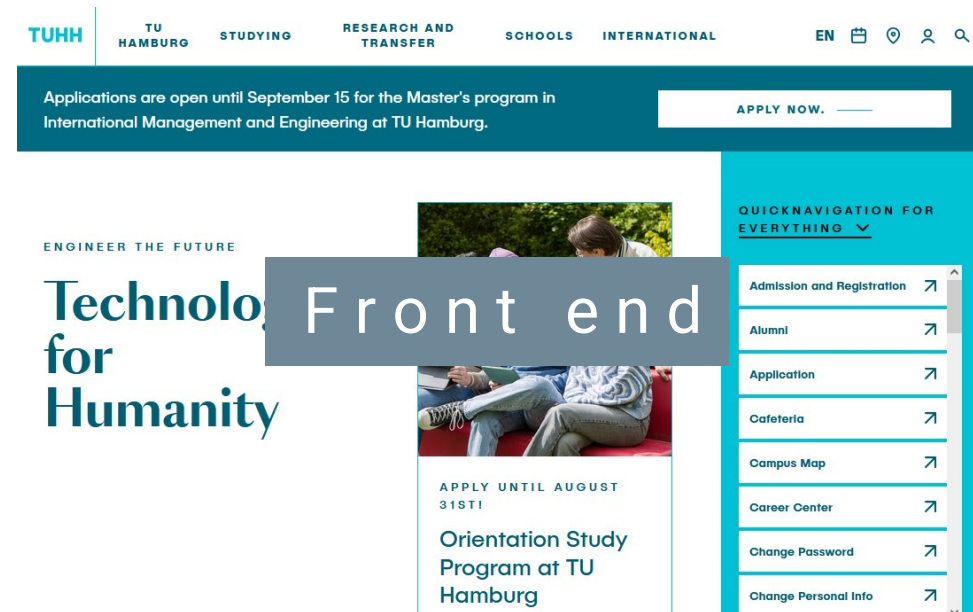 TUHH
TU
HAMBURG
STUDYING
RESEARCH AND
TRANSFER
SCHOOLS
INTERNATIONAL
EN
Applications are open until September 15 for the Master's program in
International Management and Engineering at TU Hamburg.
APPLY NOW.
ENGINEER THE FUTURE
for
Humanity
Front end
APPLY UNTIL AUGUST
31ST!
Orientation Study
Program at TU
Hamburg
QUICKNAVIGATION FOR
EVERYTHING
Admission and Registration
Alumni
Application
Cafeteria
Campus Map
Career Center
Change Password
Change Personal Info